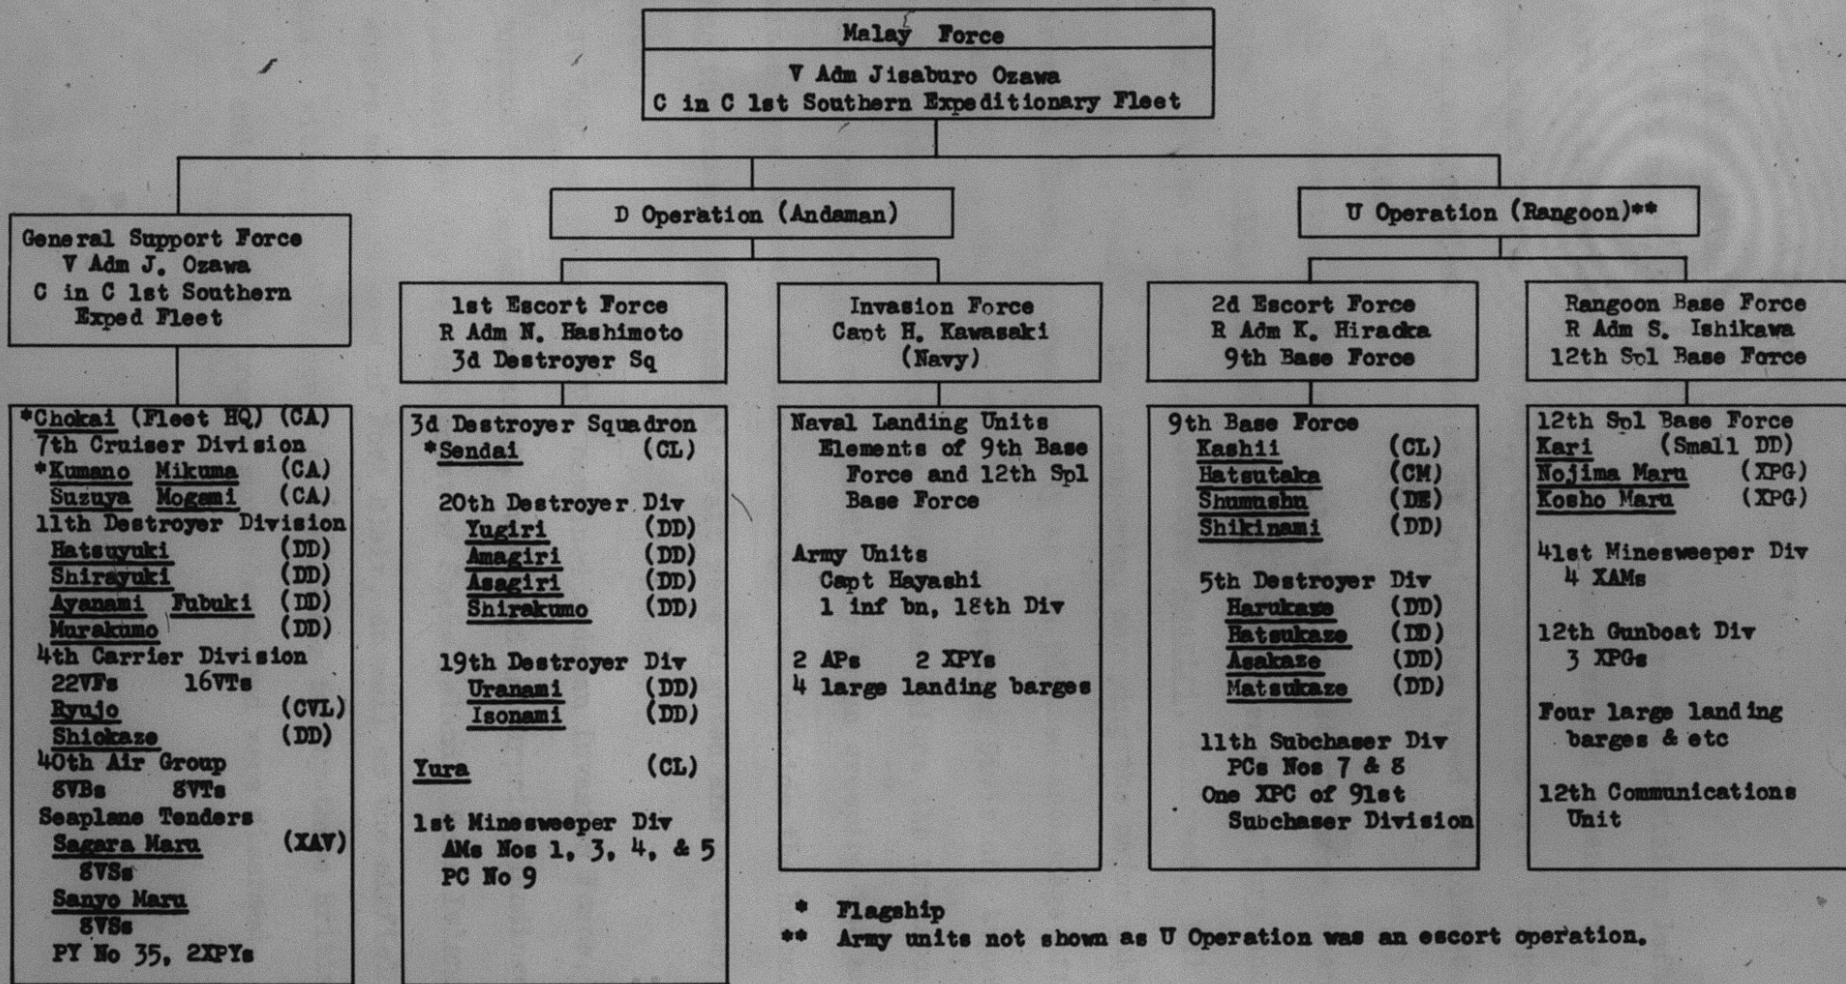 Malay Force
V Adm Jisaburo Ozawa
C in C 1st Southern Expeditionary Fleet
General Support Force
V Adm J. Ozawa
C in C 1st Southern
Exped Fleet
*Chokai (Fleet HQ) (CA)
7th Cruiser Division
*Kumano Mikuma (CA)
Suzuya Mogami (CA)
11th Destroyer Division
Hatsuyuki (DD)
Shirayuki (DD)
Ayanami Fubuki (DD)
Murakumo (DD)
4th Carrier Division
22VFs 16VTs
Ryujo (CVL)
Shiokaze (DD)
40th Air Group
8VBs 8VTs
Seaplane Tenders
Sagara Maru (XAV)
8VSs
Sanyo Maru
8VSs
PY No 35, 2XPYs
D Operation (Andaman)
1st Escort Force
R Adm N. Hashimoto
3d Destroyer Sq
3d Destroyer Squadron
*Sendai (CL)
20th Destroyer Div
Yugiri (DD)
Amagiri (DD)
Asagiri (DD)
Shirakumo (DD)
19th Destroyer Div
Uranami (DD)
Isonami (DD)
Yura (CL)
1st Minesweeper Div
AMs Nos 1, 3, 4, & 5
PC No 9
Invasion Force
Capt H. Kawasaki
(Navy)
Naval Landing Units
Elements of 9th Base
Force and 12th Spl
Base Force
Army Units
Capt Hayashi
1 inf bn, 18th Div
2 APs 2 XPYs
4 large landing barges
U Operation (Rangoon)**
2d Escort Force
R Adm K. Hiraoka
9th Base Force
9th Base Force
Kashii (CL)
Hatsutaka (CM)
Shumushu (DE)
Shikinami (DD)
5th Destroyer Div
Harukaze (DD)
Hatsukaze (DD)
Asakaze (DD)
Matsukaze (DD)
11th Subchaser Div
PCs Nos 7 & 8
One XPC of 91st
Subchaser Division
Rangoon Base Force
R Adm S. Ishikawa
12th Spl Base Force
12th Spl Base Force
Kari (Small DD)
Nojima Maru (XPG)
Kosho Maru (XPG)
41st Minesweeper Div
4 XAMs
12th Gunboat Div
3 XPGs
Four large landing
barges & etc
12th Communications
Unit
* Flagship
** Army units not shown as U Operation was an escort operation.